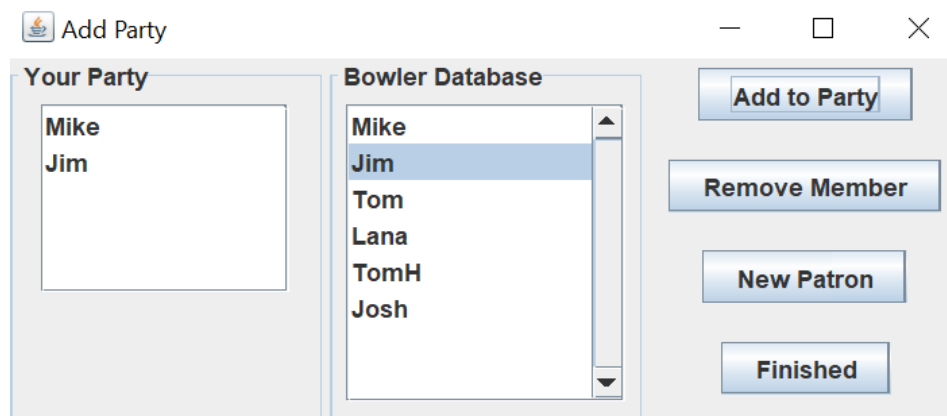 Add Party
Your Party
Mike
Jim
Bowler Database
Mike
Jim
Tom
Lana
TomH
Josh
Add to Party
Remove Member
New Patron
Finished